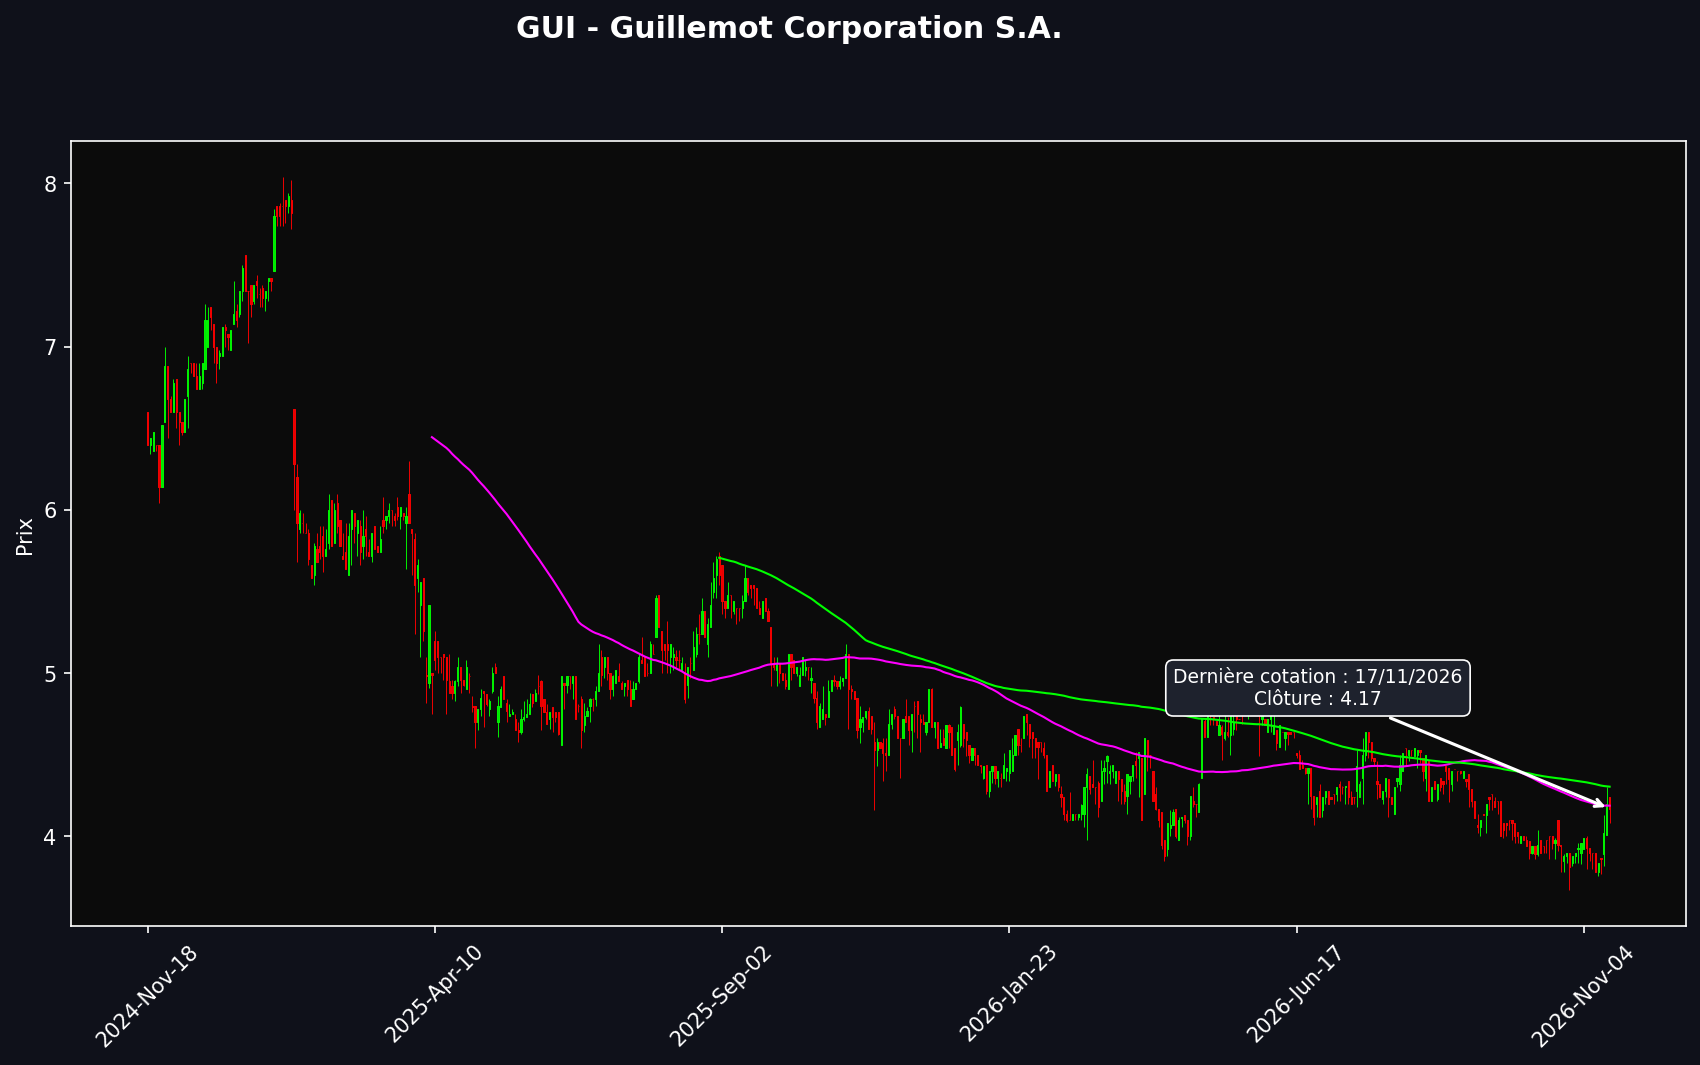 GUI - Guillemot Corporation S.A.
Prix
8
7
6
5
4
Dernière cotation : 17/11/2026
Clôture : 4.17
2024-Nov-18
2025-Apr-10
2025-Sep-02
2026-Jan-23
2026-Jun-17
2026-Nov-04